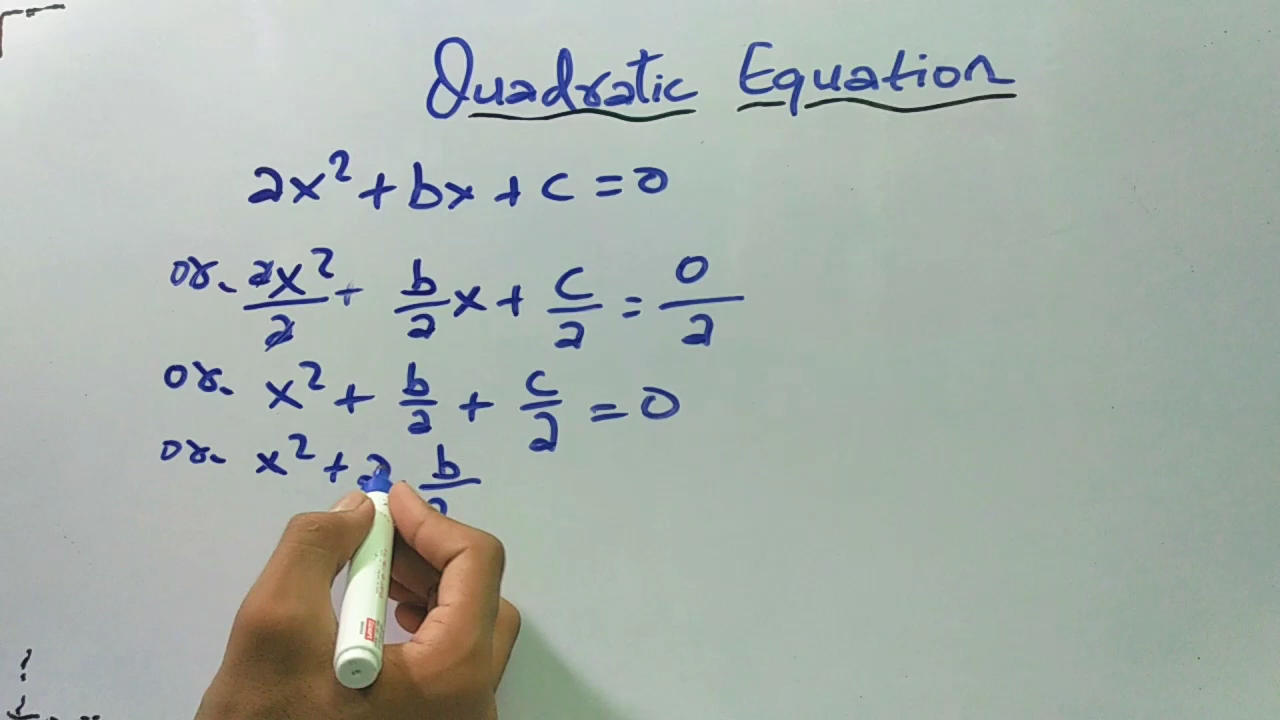 Quadratic Equation
ax² + bx + c = 0
or. ax²/a + b/a x + c/a = 0/a
or. x² + b/a + c/a = 0
or. x² + 2 b